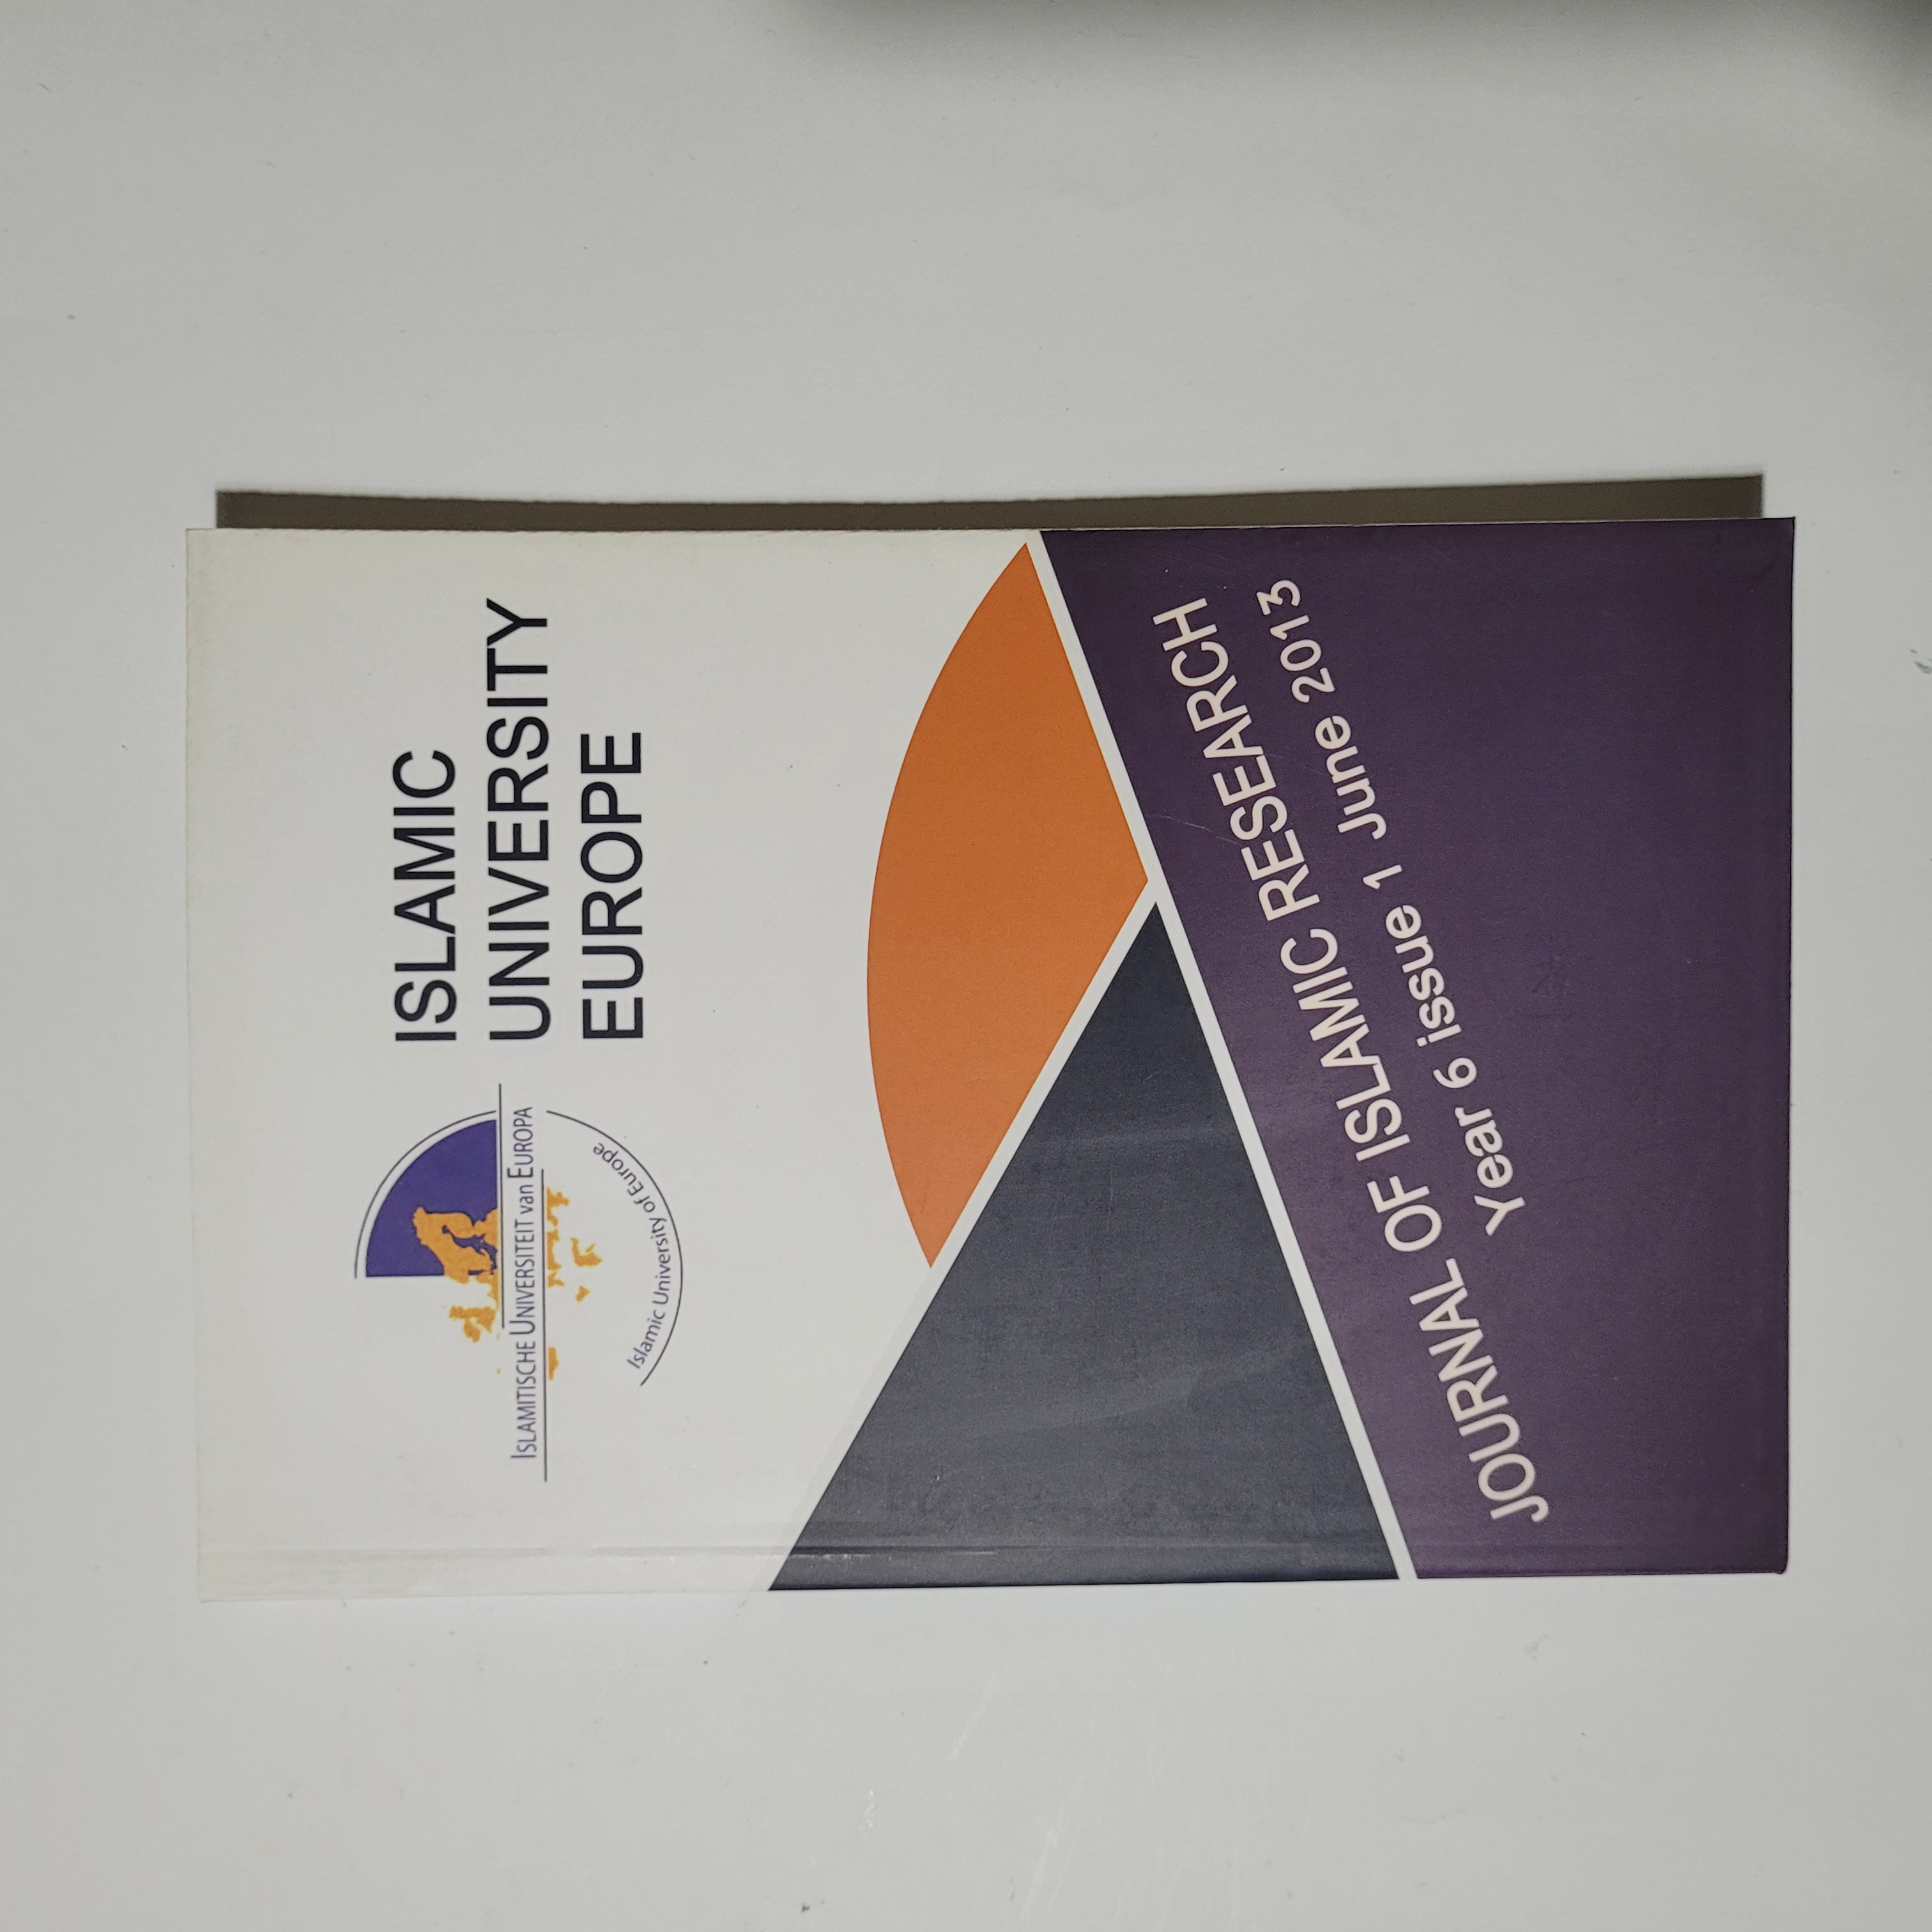 ISLAMITISCHE UNIVERSITEIT van EUROPA
Islamic University of Europe
ISLAMIC
UNIVERSITY
EUROPE
JOURNAL OF ISLAMIC RESEARCH
Year 6 issue 1 June 2013